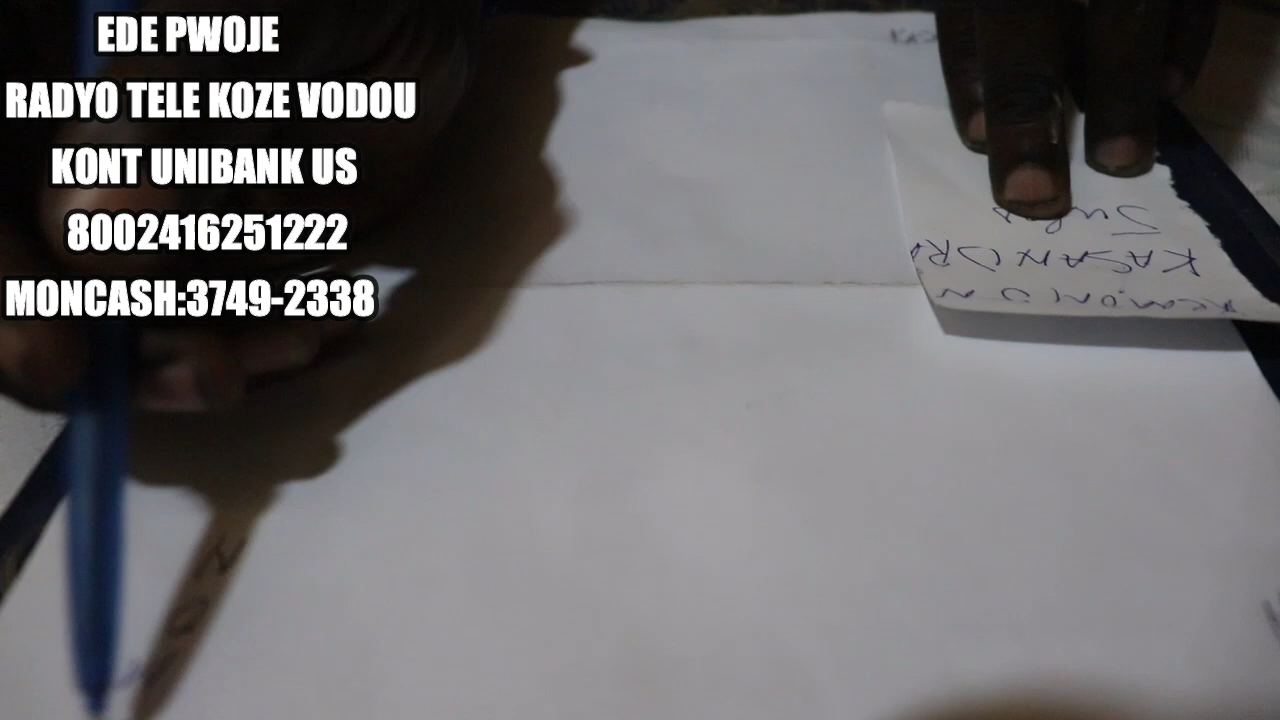 EDE PWOJE
RADYO TELE KOZE VODOU
KONT UNIBANK US
8002416251222
MONCASH:3749-2338